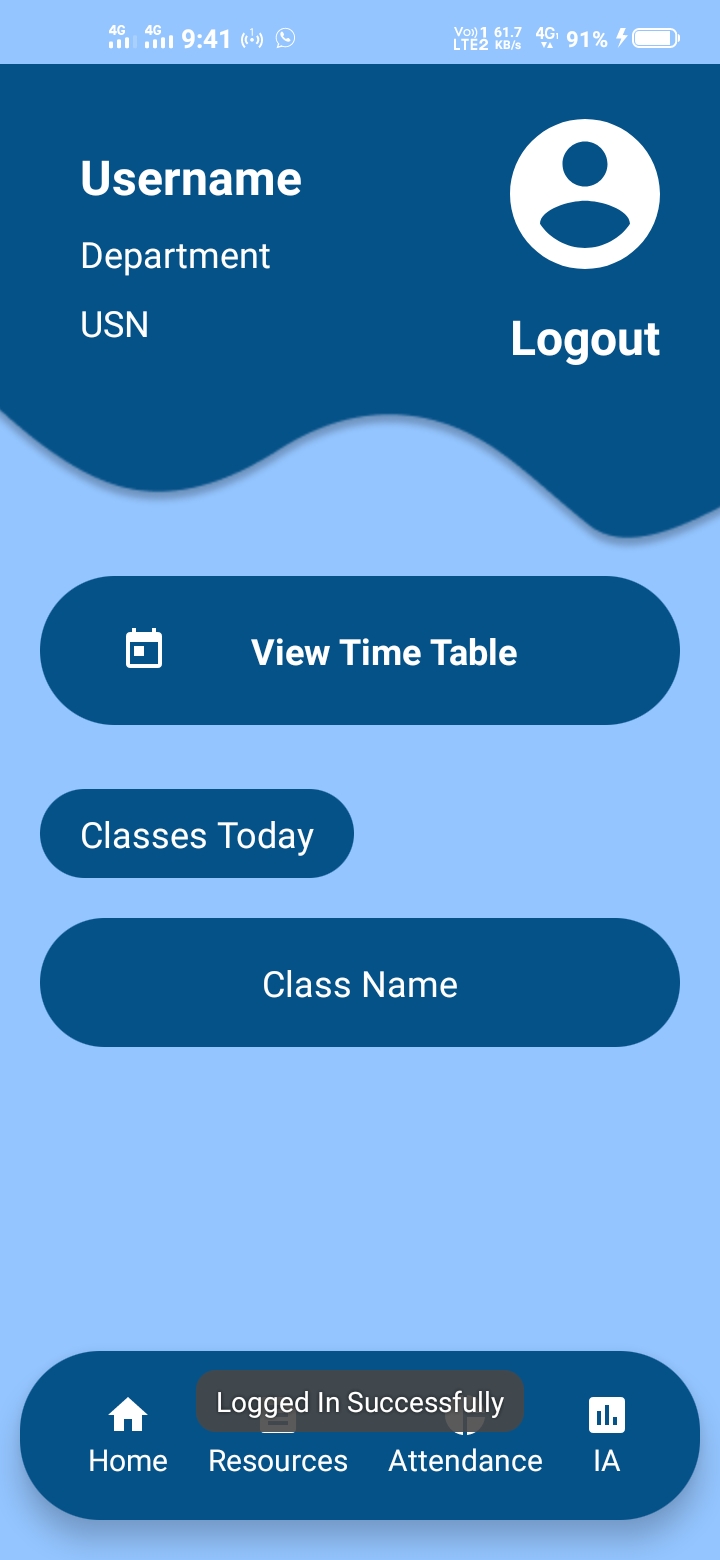 4G 4G 9:41 Vo))1 LTE2 61.7 KB/s 4G 91%
Username
Department
USN
Logout
View Time Table
Classes Today
Class Name
Logged In Successfully
Home Resources Attendance IA